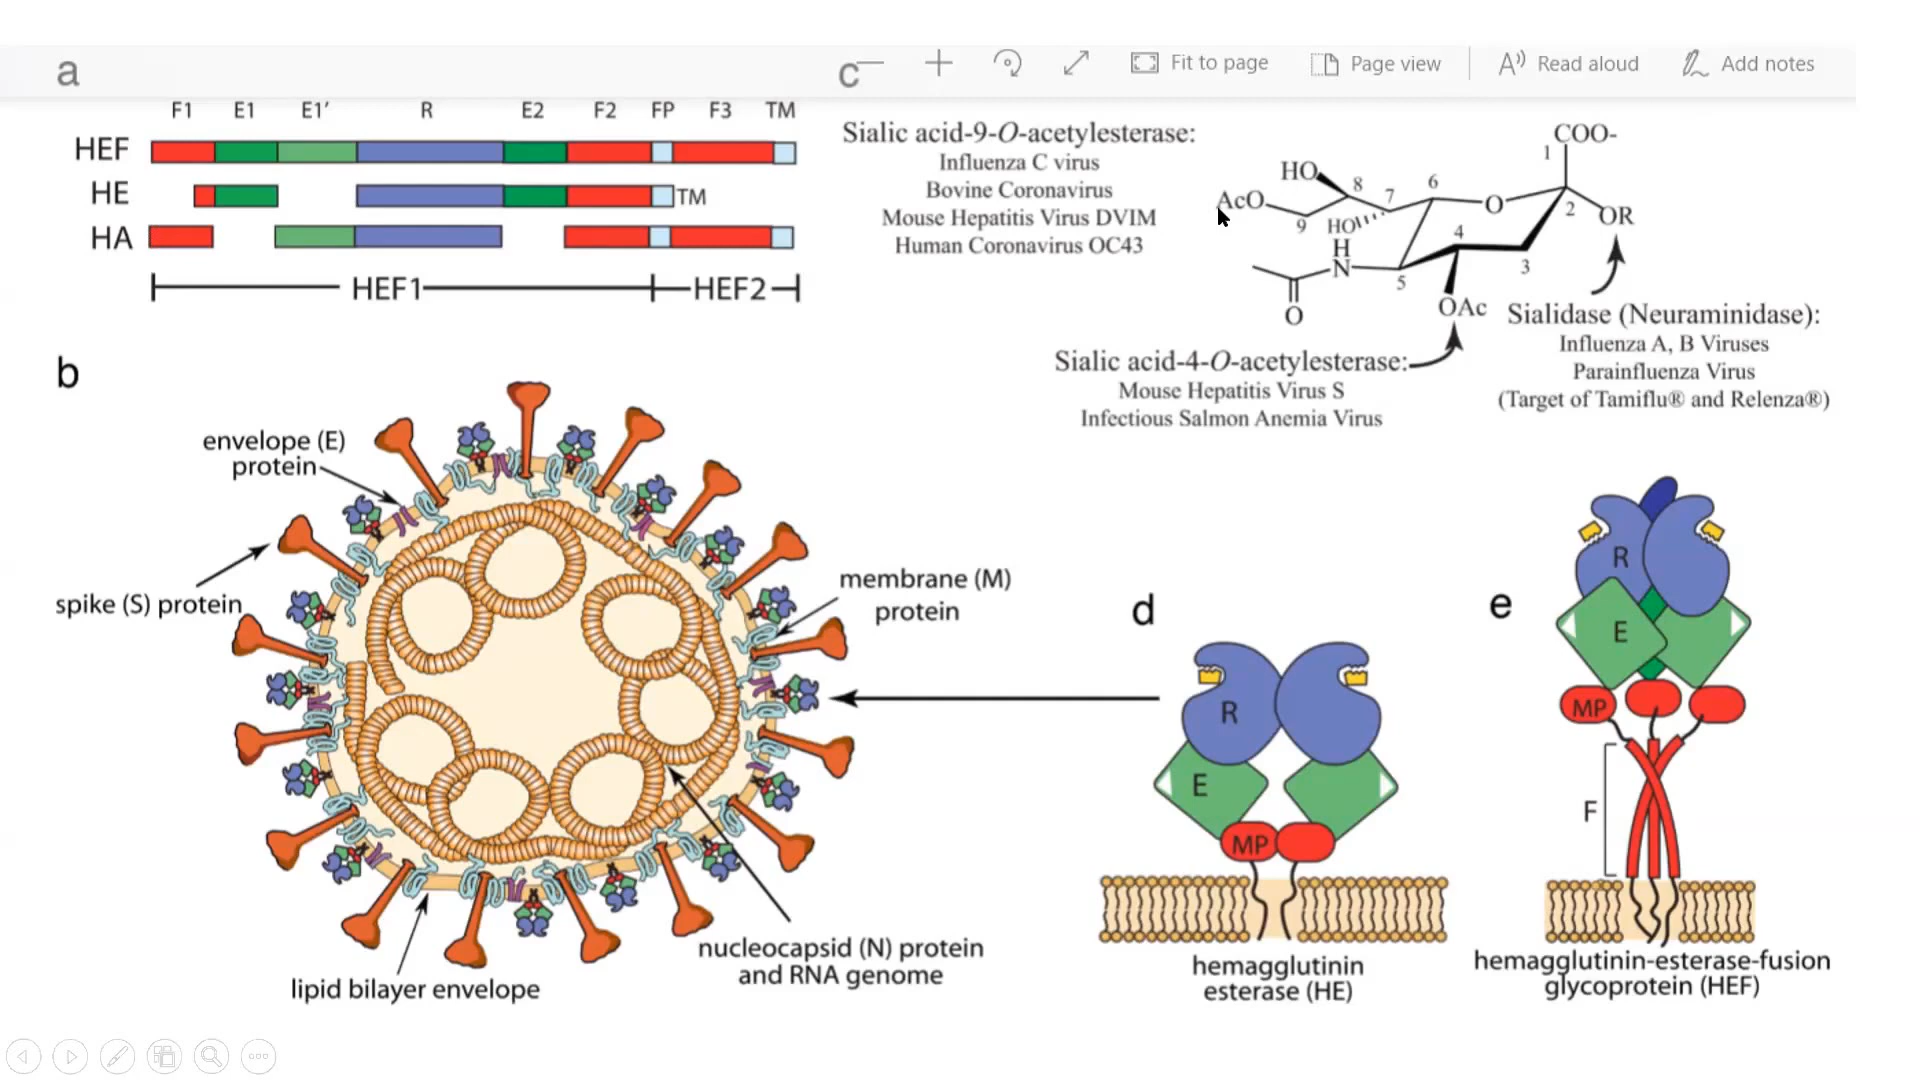 a
c
Fit to page
Page view
Read aloud
Add notes
F1 E1 E1′ R E2 F2 FP F3 TM
HEF
HE
TM
HA
HEF1
HEF2
Sialic acid-9-O-acetylesterase:
Influenza C virus
Bovine Coronavirus
Mouse Hepatitis Virus DVIM
Human Coronavirus OC43
COO-
1
HO
8
7
6
O
AcO
9
HO
2
OR
4
3
H
N
5
O
OAc
Sialidase (Neuraminidase):
Influenza A, B Viruses
Parainfluenza Virus
(Target of Tamiflu® and Relenza®)
Sialic acid-4-O-acetylesterase:
Mouse Hepatitis Virus S
Infectious Salmon Anemia Virus
b
envelope (E)
protein
spike (S) protein
membrane (M)
protein
nucleocapsid (N) protein
and RNA genome
lipid bilayer envelope
d
R
E
MP
hemagglutinin
esterase (HE)
e
R
E
MP
F
hemagglutinin-esterase-fusion
glycoprotein (HEF)